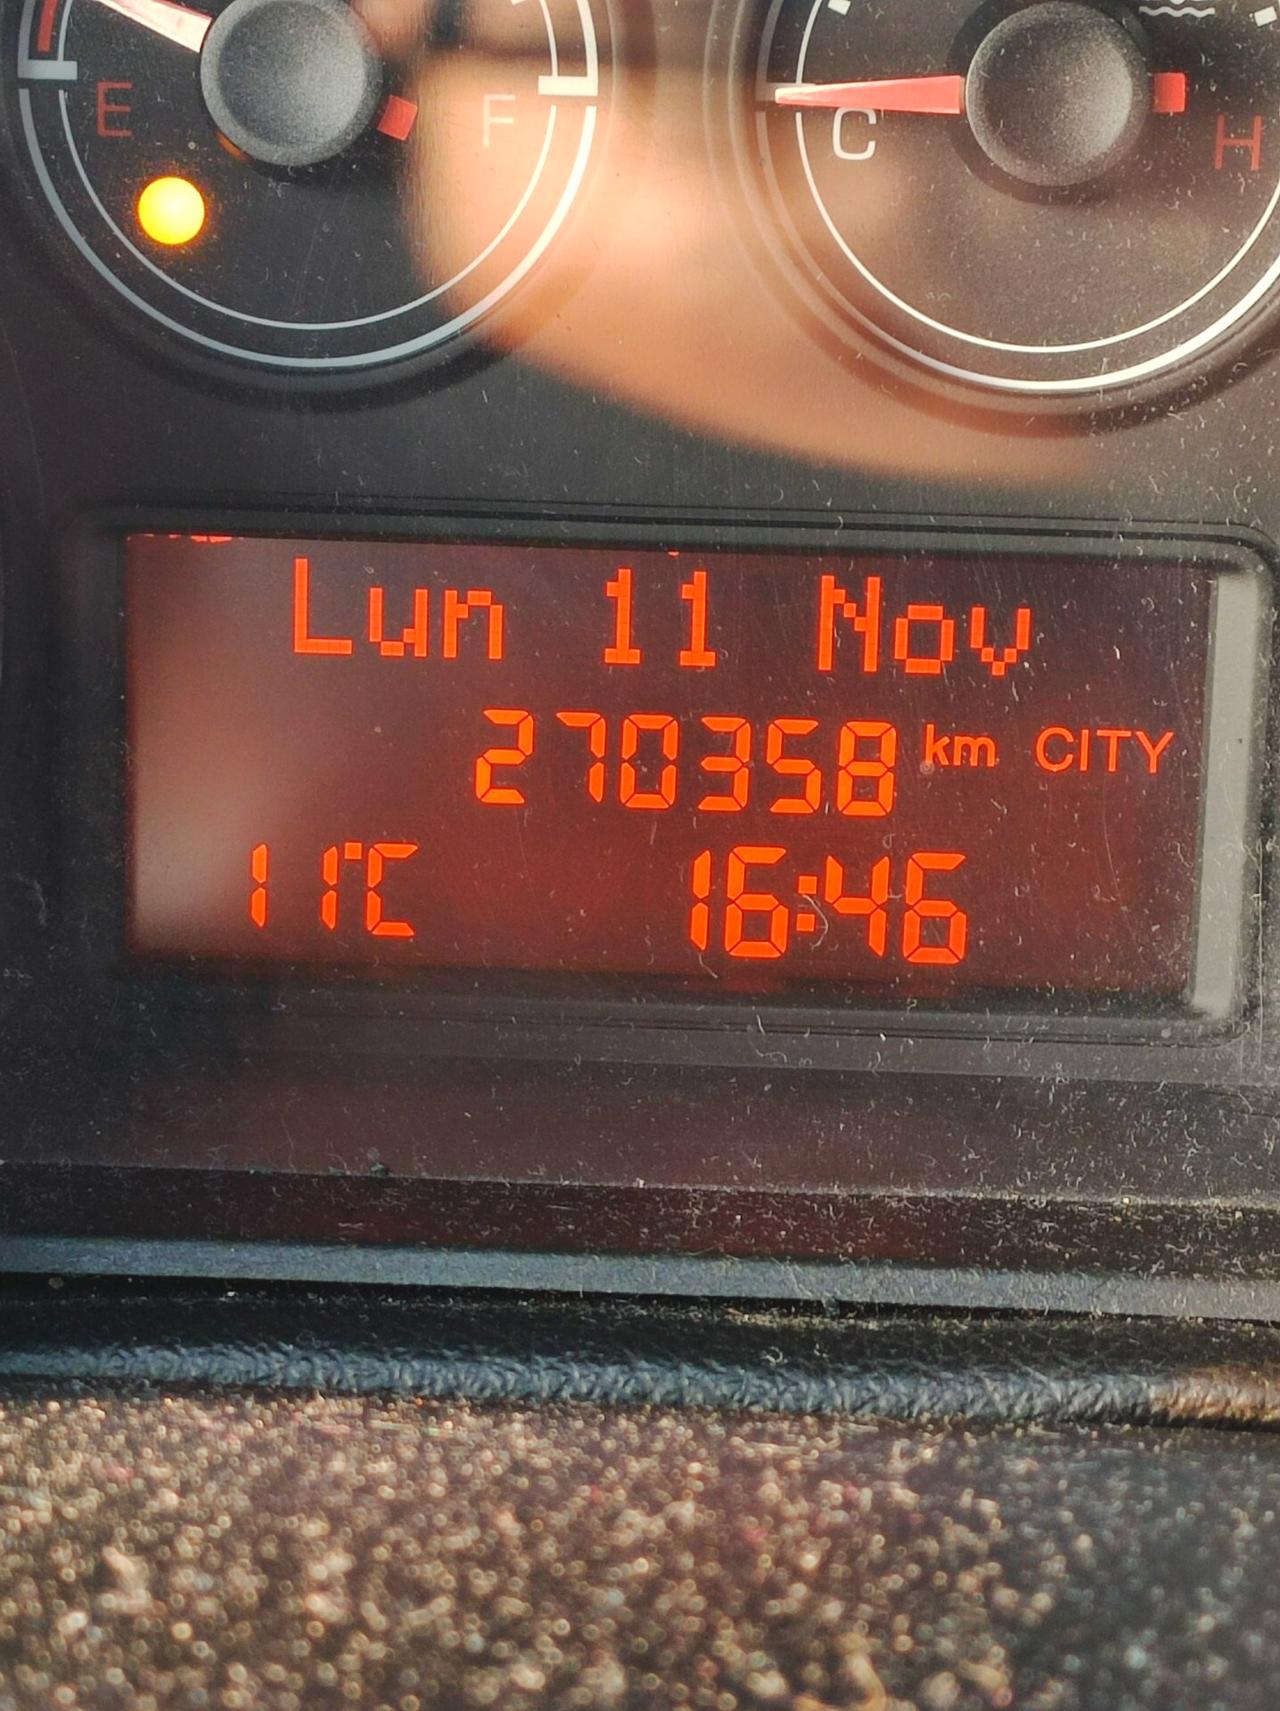 E F
C H
Lun 11 Nov
270358 km CITY
11°C 16:46